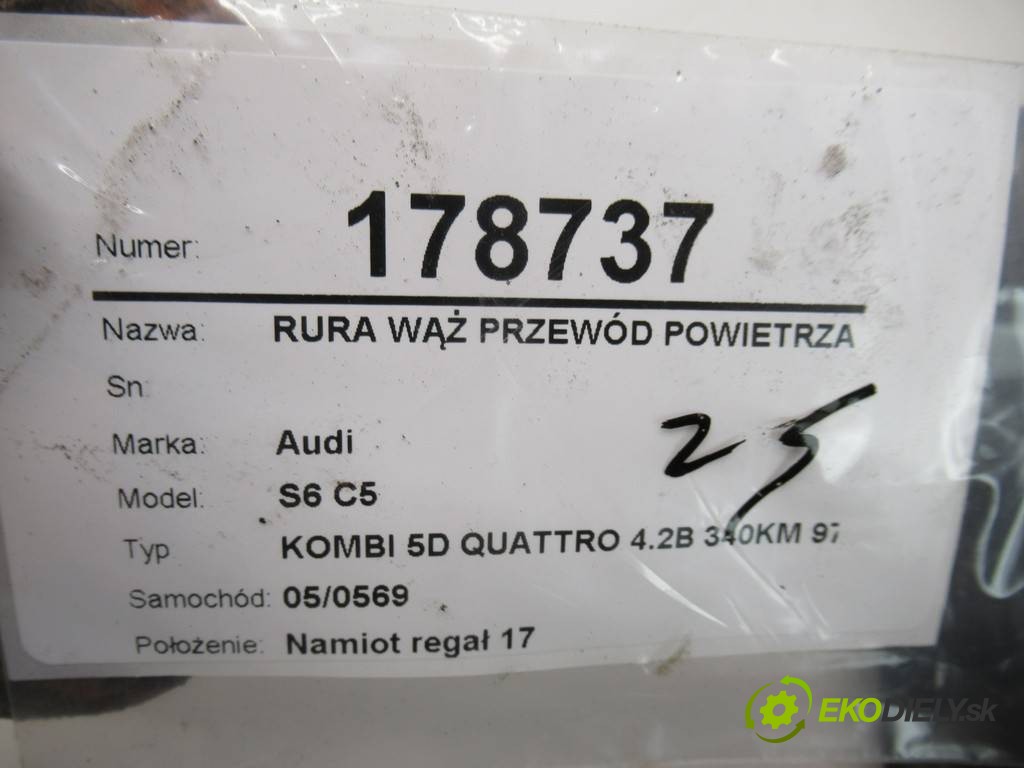 Numer: 178737
Nazwa: RURA WĄŻ PRZEWÓD POWIETRZA
Sn:
Marka: Audi
25
Model: S6 C5
Typ KOMBI 5D QUATTRO 4.2B 340KM 97
Samochód: 05/0569
Położenie: Namiot regał 17
EKODIELY.sk